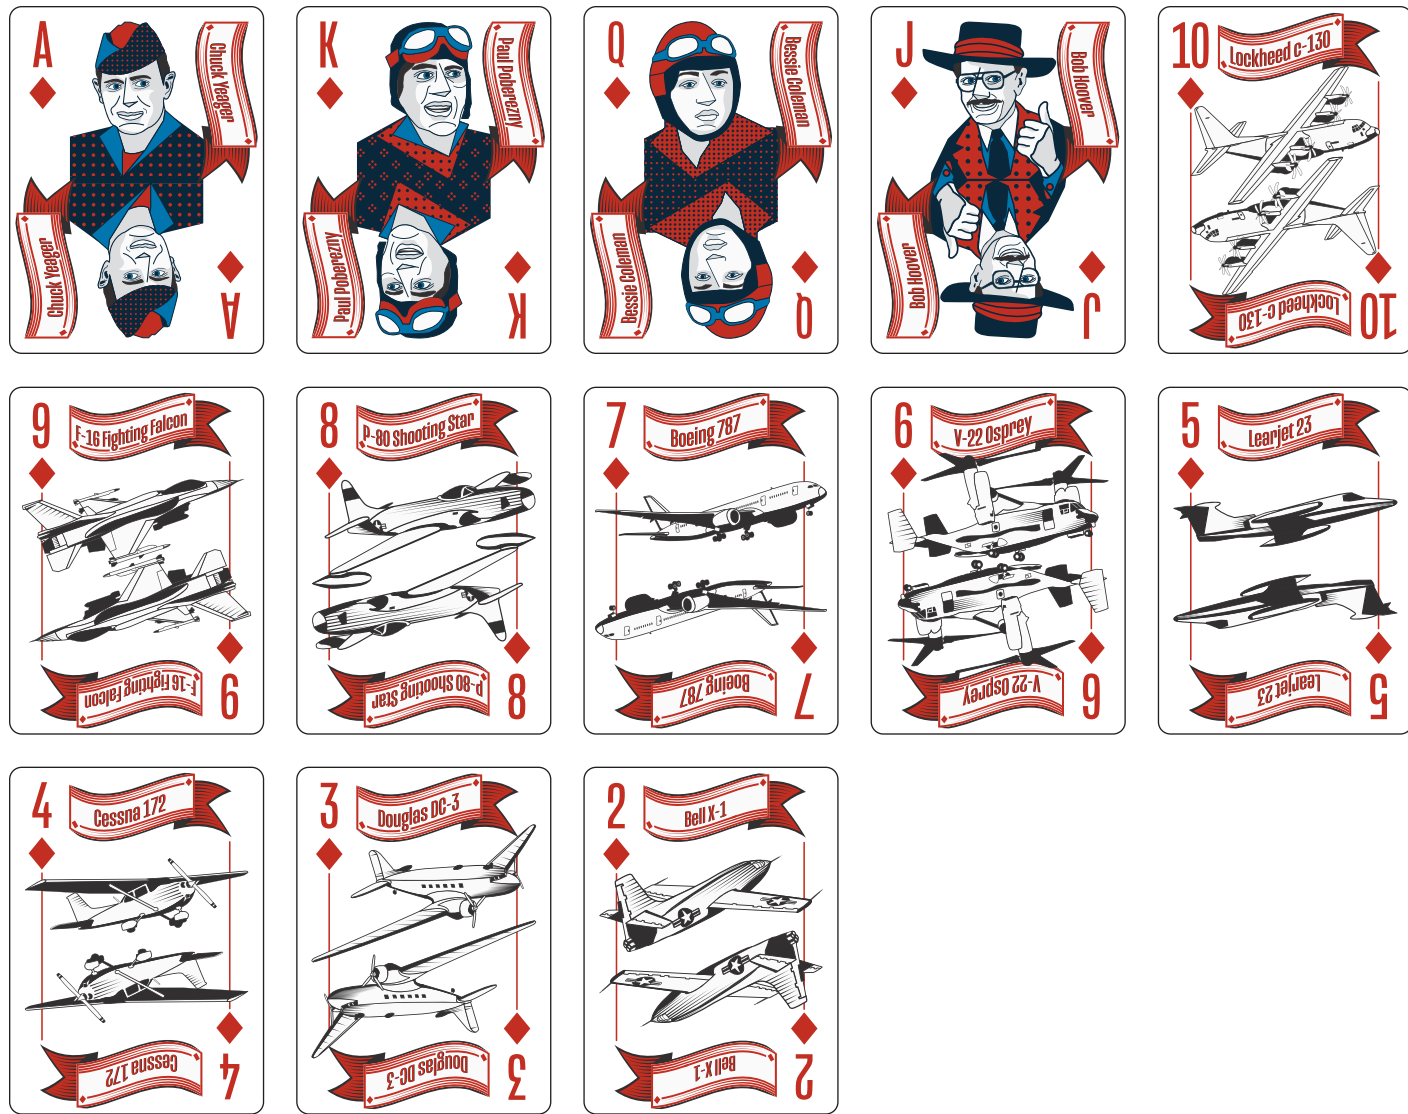 A
Chuck Yeager
Chuck Yeager
A
K
Paul Poberezny
Paul Poberezny
K
Q
Bessie Coleman
Bessie Coleman
Q
J
Bob Hoover
Bob Hoover
J
10
Lockheed c-130
Lockheed c-130
10
9
F-16 Fighting Falcon
F-16 Fighting Falcon
9
8
P-80 Shooting Star
P-80 Shooting Star
8
7
Boeing 787
Boeing 787
7
6
V-22 Osprey
V-22 Osprey
6
5
Learjet 23
Learjet 23
5
4
Cessna 172
Cessna 172
4
3
Douglas DC-3
Douglas DC-3
3
2
Bell X-1
Bell X-1
2